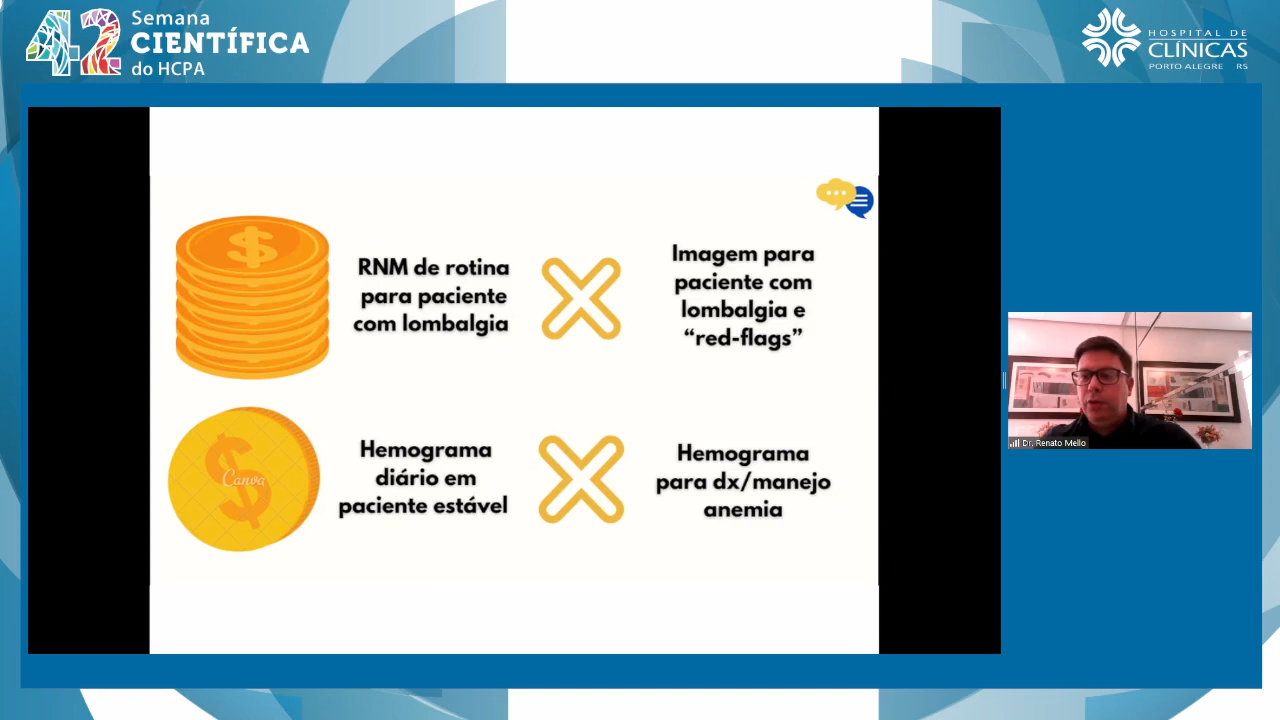 42
Semana
CIENTÍFICA
do HCPA
HOSPITAL DE
CLÍNICAS
PORTO ALEGRE RS
$
RNM de rotina
para paciente
com lombalgia
Imagem para
paciente com
lombalgia e
“red-flags”
$
Canva
Hemograma
diário em
paciente estável
Hemograma
para dx/manejo
anemia
Dr. Renato Mello